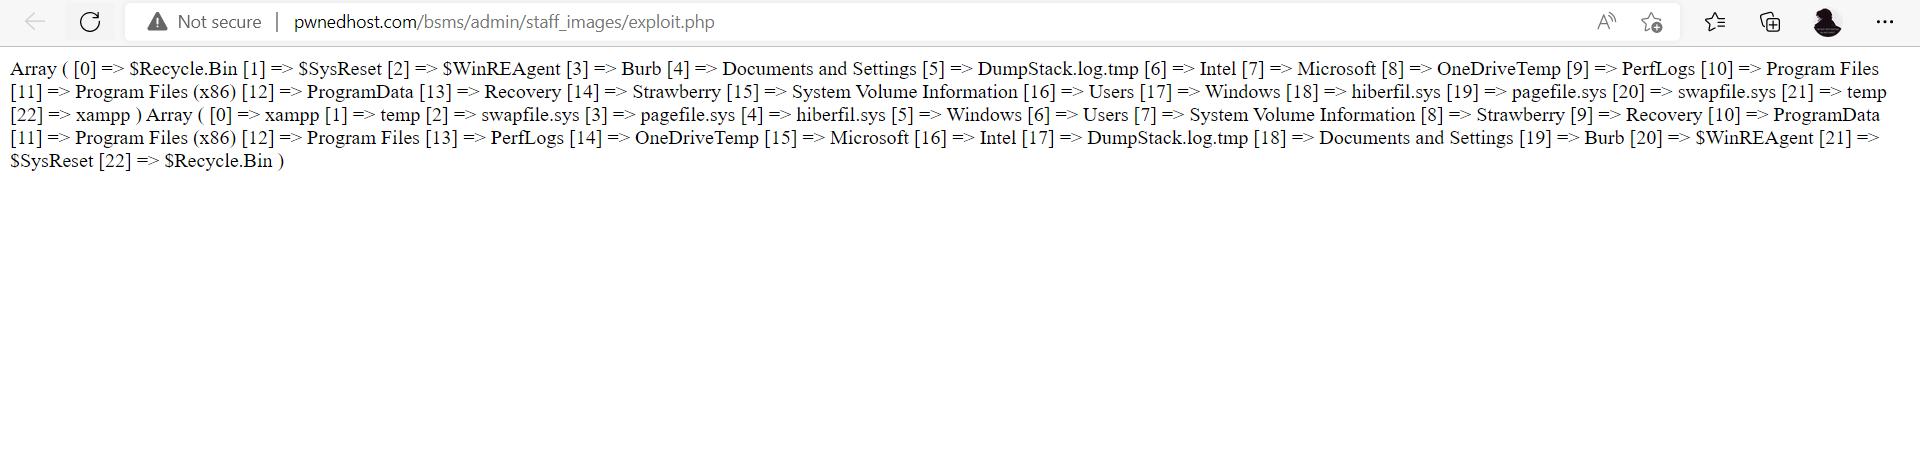 Not secure | pwnedhost.com/bsms/admin/staff_images/exploit.php
Array ( [0] => $Recycle.Bin [1] => $SysReset [2] => $WinREAgent [3] => Burb [4] => Documents and Settings [5] => DumpStack.log.tmp [6] => Intel [7] => Microsoft [8] => OneDriveTemp [9] => PerfLogs [10] => Program Files
[11] => Program Files (x86) [12] => ProgramData [13] => Recovery [14] => Strawberry [15] => System Volume Information [16] => Users [17] => Windows [18] => hiberfil.sys [19] => pagefile.sys [20] => swapfile.sys [21] => temp
[22] => xampp ) Array ( [0] => xampp [1] => temp [2] => swapfile.sys [3] => pagefile.sys [4] => hiberfil.sys [5] => Windows [6] => Users [7] => System Volume Information [8] => Strawberry [9] => Recovery [10] => ProgramData
[11] => Program Files (x86) [12] => Program Files [13] => PerfLogs [14] => OneDriveTemp [15] => Microsoft [16] => Intel [17] => DumpStack.log.tmp [18] => Documents and Settings [19] => Burb [20] => $WinREAgent [21] =>
$SysReset [22] => $Recycle.Bin )